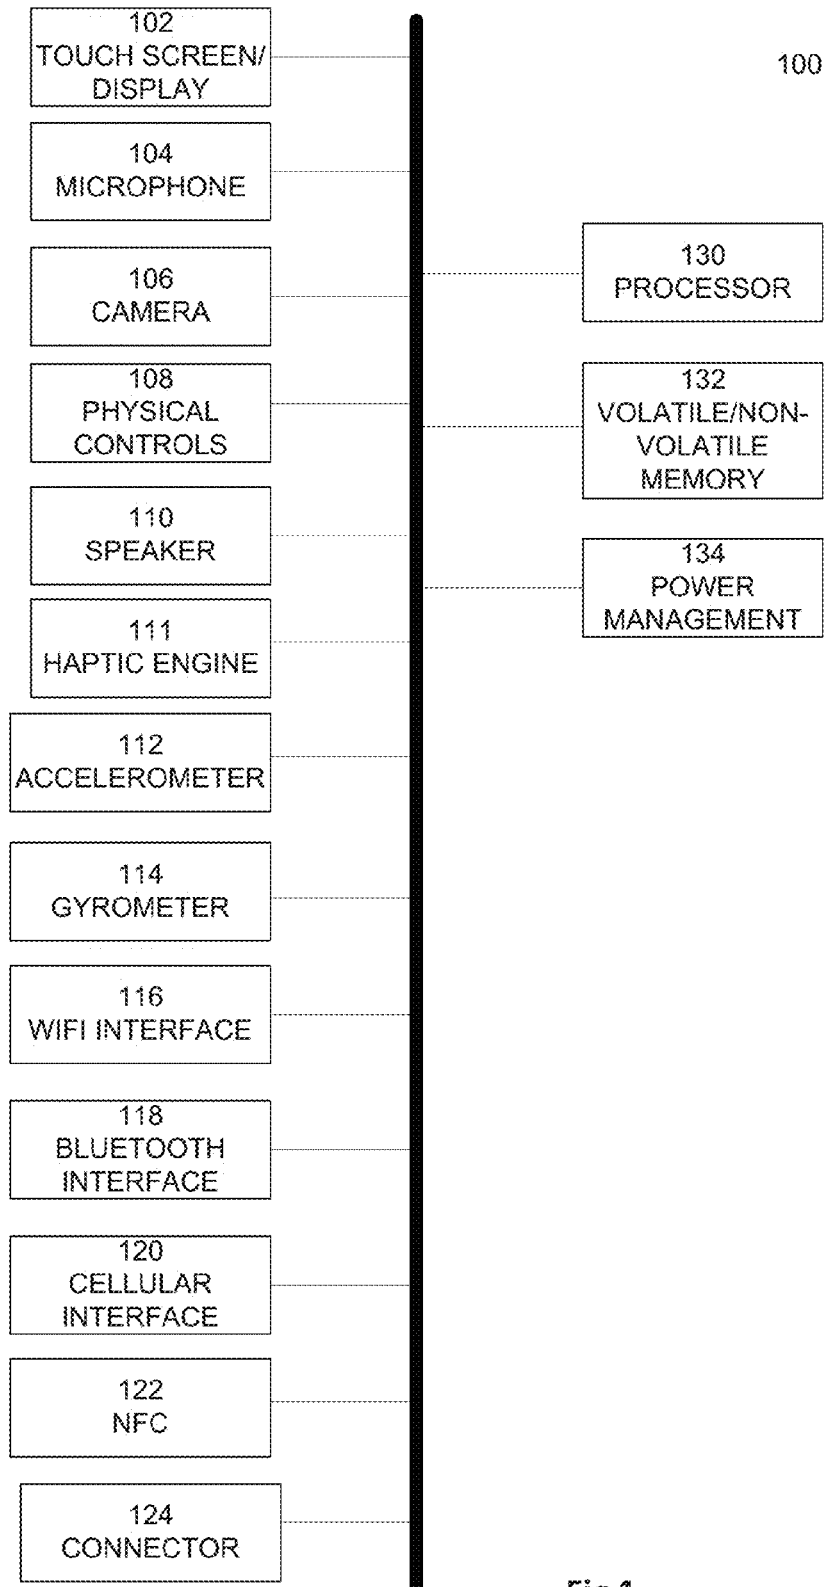 102
TOUCH SCREEN/
DISPLAY
100
104
MICROPHONE
106
CAMERA
130
PROCESSOR
108
PHYSICAL
CONTROLS
132
VOLATILE/NON-
VOLATILE
MEMORY
110
SPEAKER
134
POWER
MANAGEMENT
111
HAPTIC ENGINE
112
ACCELEROMETER
114
GYROMETER
116
WIFI INTERFACE
118
BLUETOOTH
INTERFACE
120
CELLULAR
INTERFACE
122
NFC
124
CONNECTOR